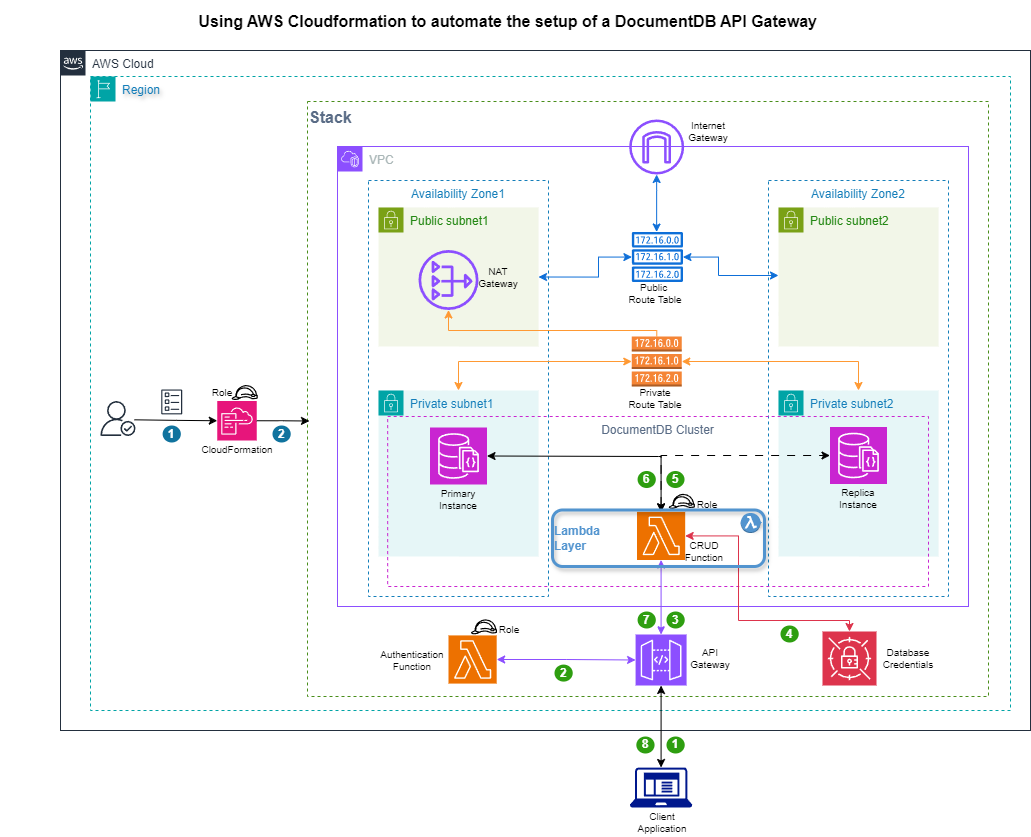 Using AWS Cloudformation to automate the setup of a DocumentDB API Gateway
aws
AWS Cloud
Region
Stack
Internet
Gateway
VPC
Availability Zone1
Availability Zone2
Public subnet1
Public subnet2
172.16.0.0
172.16.1.0
172.16.2.0
NAT
Gateway
Public
Route Table
172.16.0.0
172.16.1.0
172.16.2.0
Private
Route Table
Role
1
2
CloudFormation
Private subnet1
Private subnet2
DocumentDB Cluster
Primary
Instance
Replica
Instance
6
5
Role
Lambda
Layer
λ
CRUD
Function
7
3
4
Role
Authentication
Function
2
API
Gateway
Database
Credentials
8
1
Client
Application